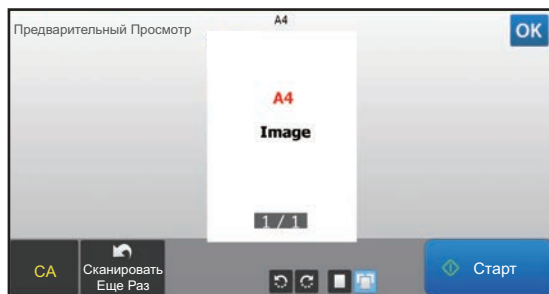 A4
Предварительный Просмотр
OK
A4
Image
1 / 1
CA
Сканировать
Еще Раз
Старт